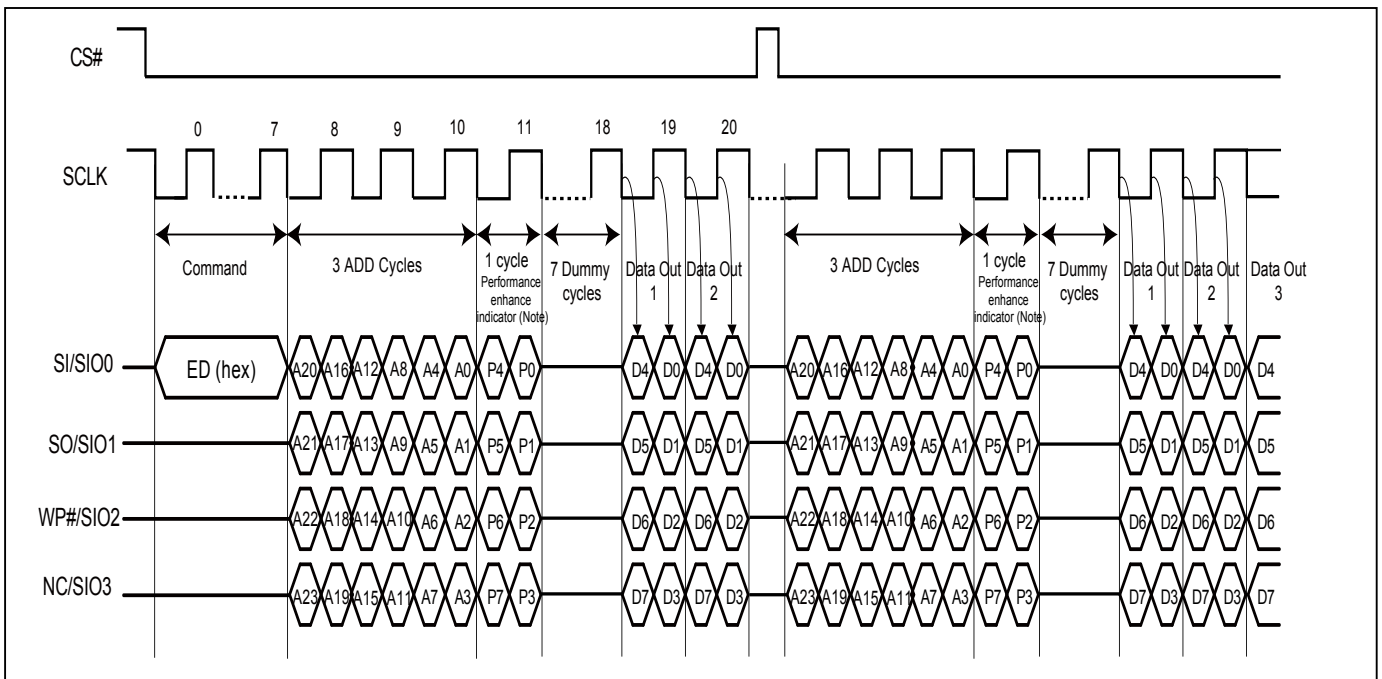 CS#
0 7 8 9 10 11 18 19 20
SCLK
Command
3 ADD Cycles
1 cycle
Performance
enhance
indicator (Note)
7 Dummy
cycles
Data Out
1
Data Out
2
3 ADD Cycles
1 cycle
Performance
enhance
indicator (Note)
7 Dummy
cycles
Data Out
1
Data Out
2
Data Out
3
SI/SIO0 ED (hex) A20 A16 A12 A8 A4 A0 P4 P0 D4 D0 D4 D0 A20 A16 A12 A8 A4 A0 P4 P0 D4 D0 D4 D0 D4
SO/SIO1 A21 A17 A13 A9 A5 A1 P5 P1 D5 D1 D5 D1 A21 A17 A13 A9 A5 A1 P5 P1 D5 D1 D5 D1 D5
WP#/SIO2 A22 A18 A14 A10 A6 A2 P6 P2 D6 D2 D6 D2 A22 A18 A14 A10 A6 A2 P6 P2 D6 D2 D6 D2 D6
NC/SIO3 A23 A19 A15 A11 A7 A3 P7 P3 D7 D3 D7 D3 A23 A19 A15 A11 A7 A3 P7 P3 D7 D3 D7 D3 D7